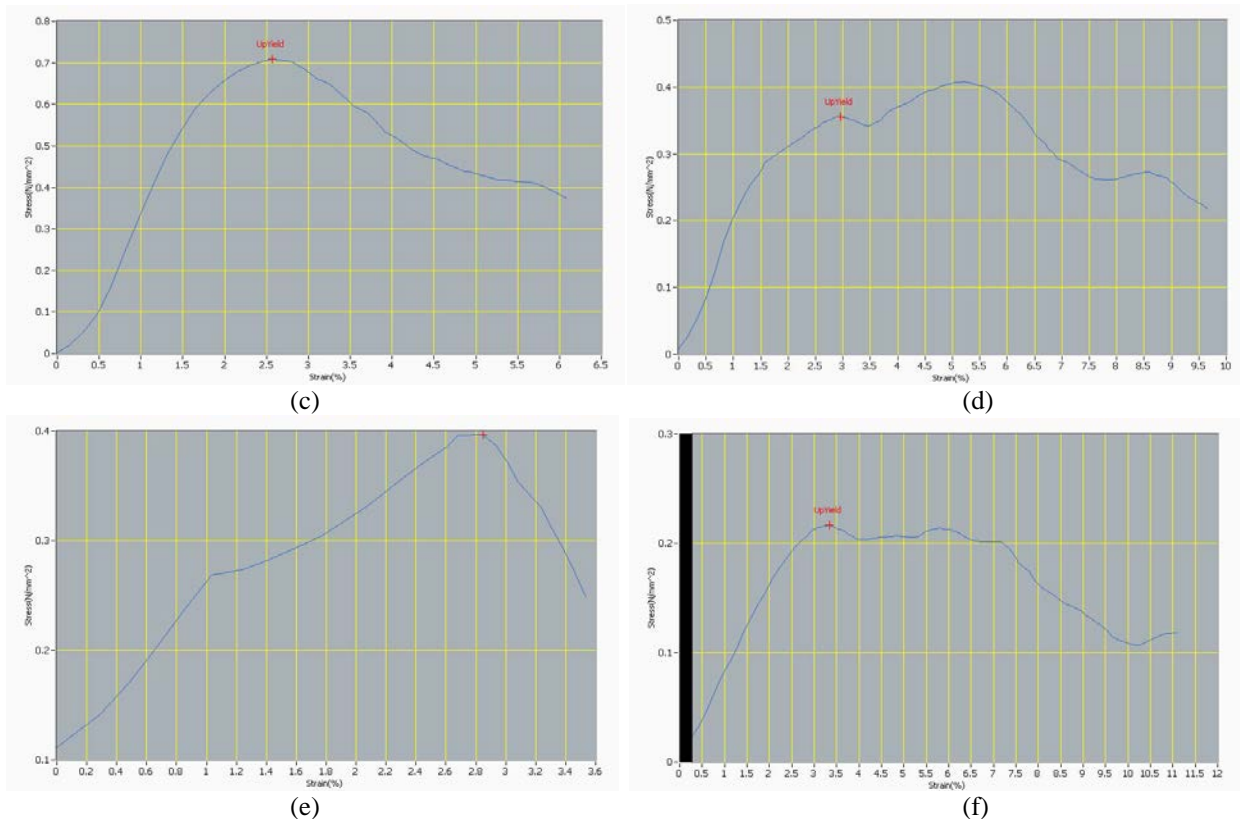 0.8
0.7
0.6
0.5
0.4
0.3
0.2
0.1
0
Stress(N/mm^2)
UpYield
0 0.5 1 1.5 2 2.5 3 3.5 4 4.5 5 5.5 6 6.5
Strain(%)
(c)
0.5
0.4
0.3
0.2
0.1
0
Stress(N/mm^2)
UpYield
0 0.5 1 1.5 2 2.5 3 3.5 4 4.5 5 5.5 6 6.5 7 7.5 8 8.5 9 9.5 10
Strain(%)
(d)
0.4
0.3
0.2
0.1
Stress(N/mm^2)
0 0.2 0.4 0.6 0.8 1 1.2 1.4 1.6 1.8 2 2.2 2.4 2.6 2.8 3 3.2 3.4 3.6
Strain(%)
(e)
0.3
0.2
0.1
0
Stress(N/mm^2)
UpYield
0 0.5 1 1.5 2 2.5 3 3.5 4 4.5 5 5.5 6 6.5 7 7.5 8 8.5 9 9.5 10 10.5 11 11.5 12
Strain(%)
(f)